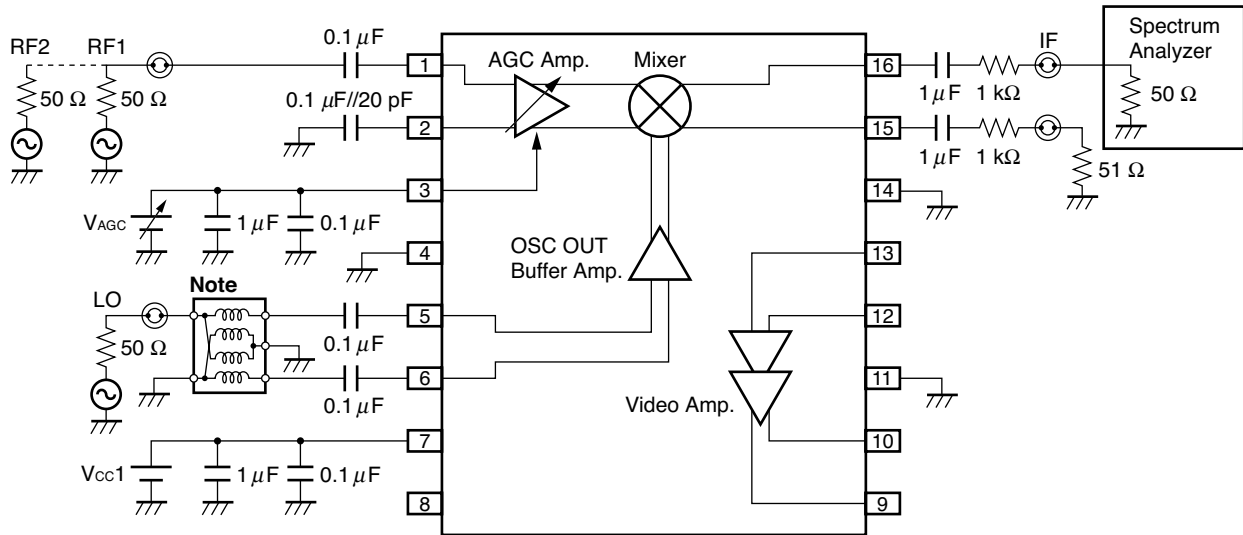 RF2 RF1
50 Ω 50 Ω
0.1 µF
0.1 µF//20 pF
1
2
AGC Amp.
Mixer
16
15
1 µF 1 kΩ
IF
1 µF 1 kΩ
Spectrum
Analyzer
50 Ω
51 Ω
VAGC
1 µF 0.1 µF
3
14
4
OSC OUT
Buffer Amp.
13
Note
LO
50 Ω
0.1 µF
5
12
0.1 µF
6
11
Video Amp.
VCC1
1 µF 0.1 µF
7
10
8
9